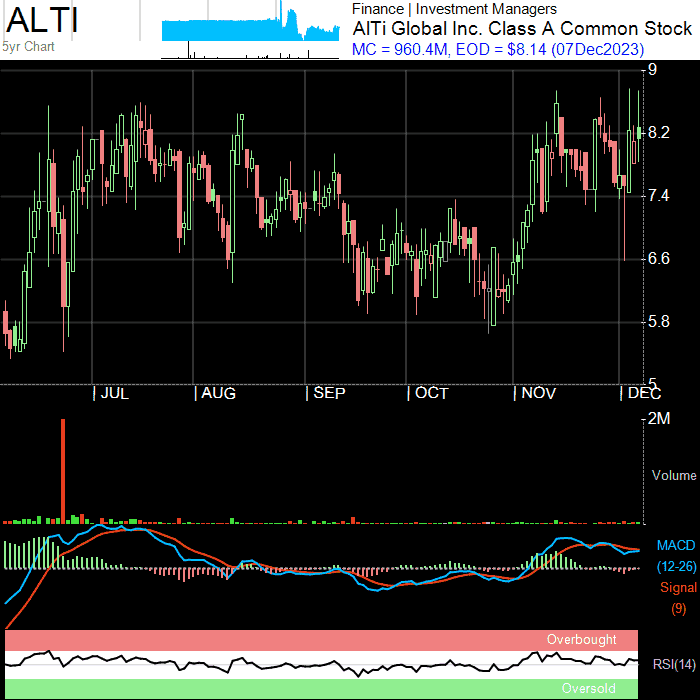 ALTI
5yr Chart
Finance | Investment Managers
AlTi Global Inc. Class A Common Stock
MC = 960.4M, EOD = $8.14 (07Dec2023)
9
8.2
7.4
6.6
5.8
5
JUL AUG SEP OCT NOV DEC
2M
Volume
MACD
(12-26)
Signal
(9)
Overbought
RSI(14)
Oversold